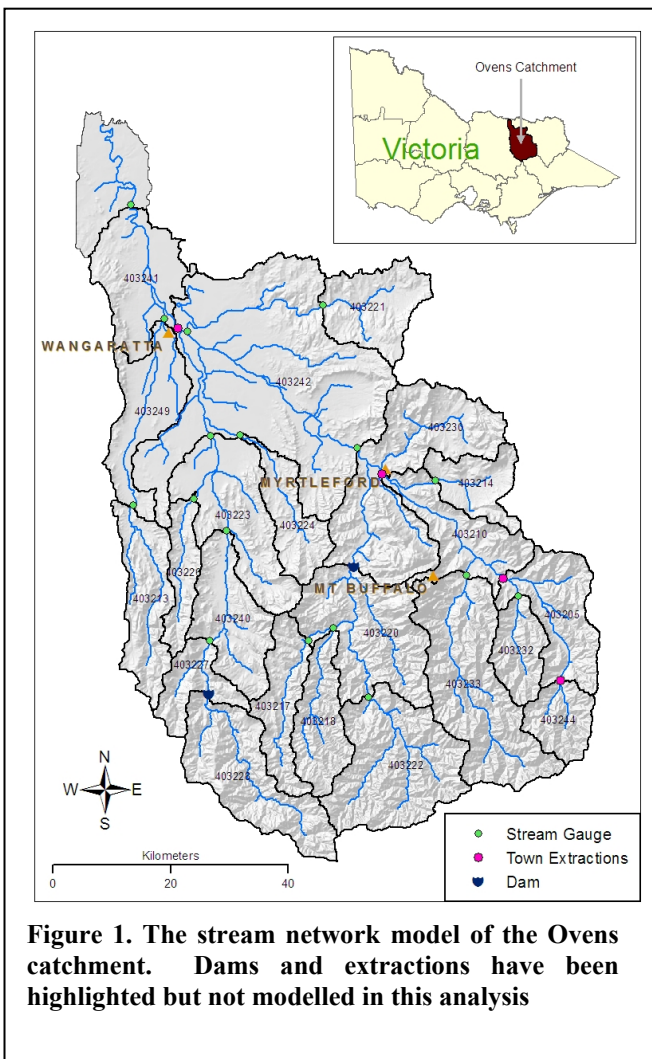 Ovens Catchment
Victoria
403241
403221
WANGARATTA
403242
403249
403230
MYRTLEFORD
403214
403223
403224
403210
403226
403213
MT BUFFALO
403240
403205
403232
403227
403220
403233
403217
403218
403244
403222
403228
N
W E
S
Stream Gauge
Town Extractions
Dam
Kilometers
0 20 40
Figure 1. The stream network model of the Ovens
catchment. Dams and extractions have been
highlighted but not modelled in this analysis